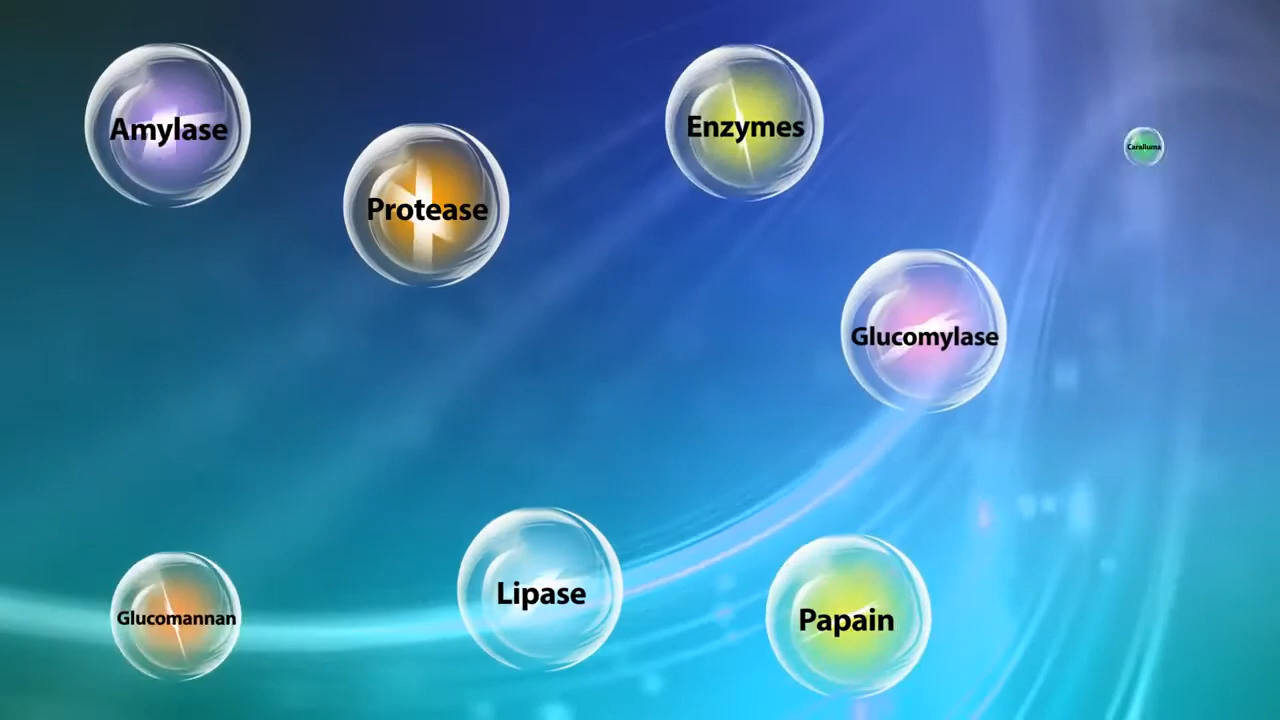 Amylase
Enzymes
Caralluma
Protease
Glucomylase
Lipase
Glucomannan
Papain